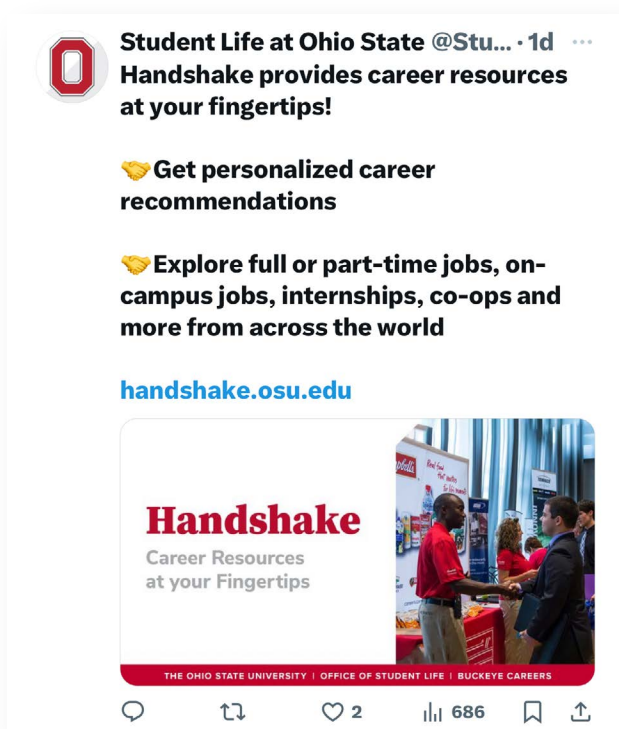 Student Life at Ohio State @Stu... · 1d
Handshake provides career resources
at your fingertips!
🤝Get personalized career
recommendations
🤝Explore full or part-time jobs, on-
campus jobs, internships, co-ops and
more from across the world
handshake.osu.edu
Handshake
Career Resources
at your Fingertips
THE OHIO STATE UNIVERSITY | OFFICE OF STUDENT LIFE | BUCKEYE CAREERS
2
686